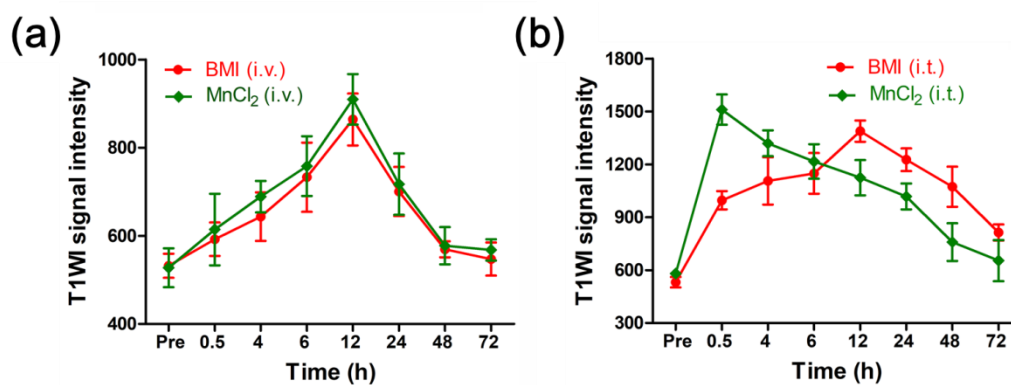 (a)
BMI (i.v.)
MnCl₂ (i.v.)
T1WI signal intensity
1000
800
600
400
Pre 0.5 4 6 12 24 48 72
Time (h)
(b)
BMI (i.t.)
MnCl₂ (i.t.)
T1WI signal intensity
1800
1500
1200
900
600
300
Pre 0.5 4 6 12 24 48 72
Time (h)